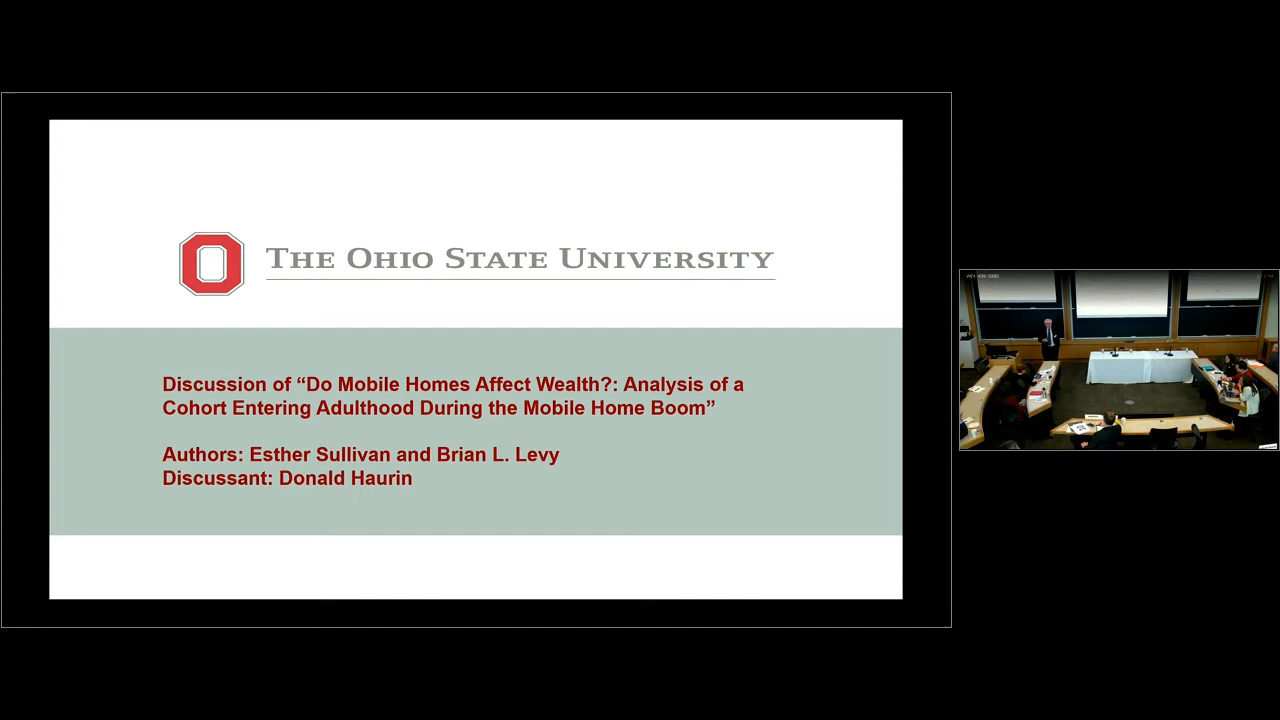 THE OHIO STATE UNIVERSITY
Discussion of “Do Mobile Homes Affect Wealth?: Analysis of a
Cohort Entering Adulthood During the Mobile Home Boom”
Authors: Esther Sullivan and Brian L. Levy
Discussant: Donald Haurin